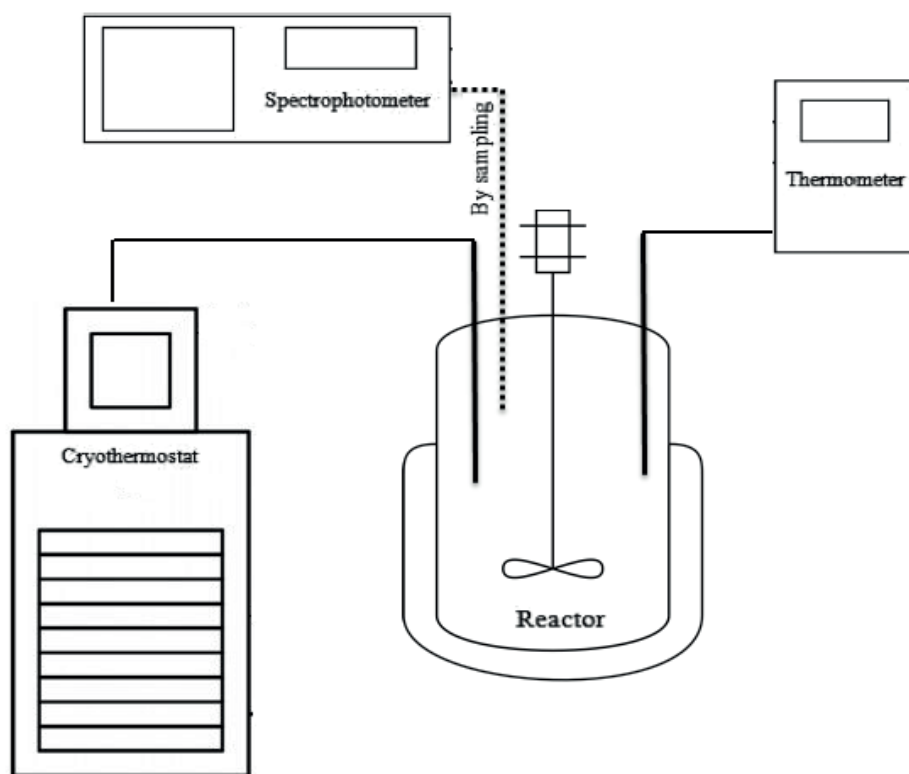 Spectrophotometer
By sampling
Thermometer
Cryothermostat
Reactor